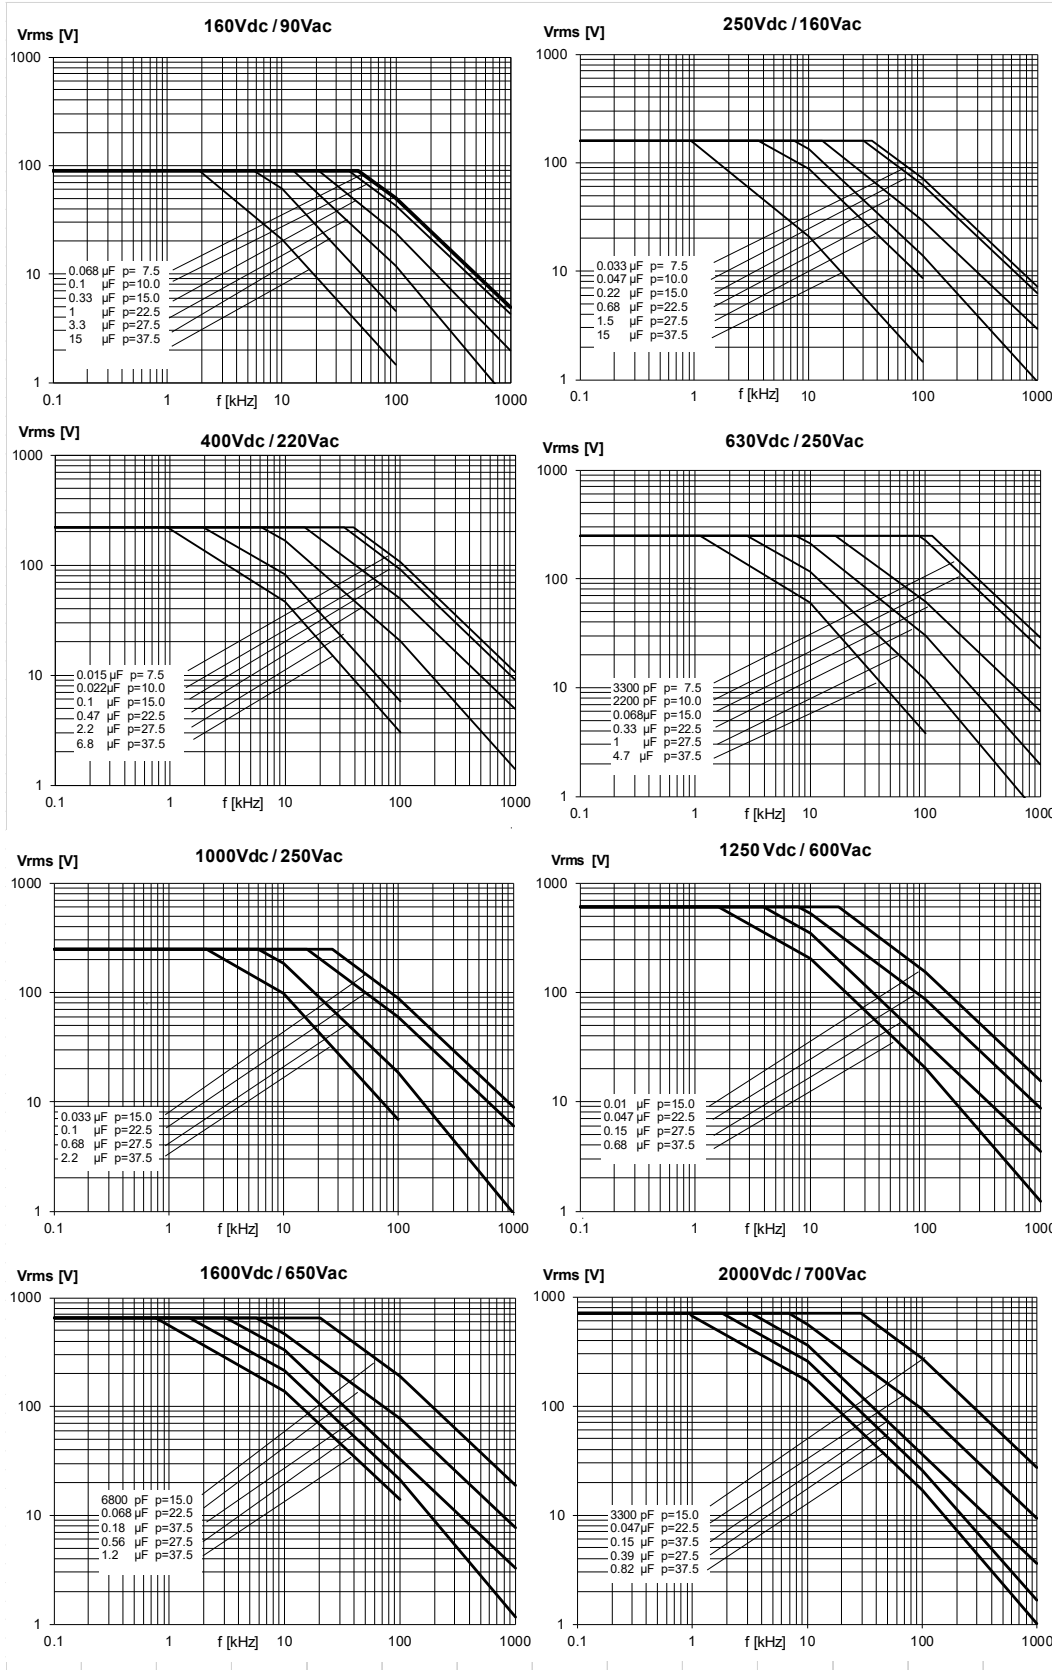 160Vdc / 90Vac
Vrms [V]
1000
100
10
1
0.068 µF p= 7.5
0.1 µF p=10.0
0.33 µF p=15.0
1 µF p=22.5
3.3 µF p=27.5
15 µF p=37.5
0.1 1 10 100 1000
f [kHz]
250Vdc / 160Vac
Vrms [V]
1000
100
10
1
0.033 µF p= 7.5
0.047 µF p=10.0
0.22 µF p=15.0
0.68 µF p=22.5
1.5 µF p=27.5
15 µF p=37.5
0.1 1 10 100 1000
f [kHz]
400Vdc / 220Vac
Vrms [V]
1000
100
10
1
0.015 µF p= 7.5
0.022µF p=10.0
0.1 µF p=15.0
0.47 µF p=22.5
2.2 µF p=27.5
6.8 µF p=37.5
0.1 1 10 100 1000
f [kHz]
630Vdc / 250Vac
Vrms [V]
1000
100
10
1
3300 pF p= 7.5
2200 pF p=10.0
0.068µF p=15.0
0.33 µF p=22.5
1 µF p=27.5
4.7 µF p=37.5
0.1 1 10 100 1000
f [kHz]
1000Vdc / 250Vac
Vrms [V]
1000
100
10
1
0.033 µF p=15.0
0.1 µF p=22.5
0.68 µF p=27.5
2.2 µF p=37.5
0.1 1 10 100 1000
f [kHz]
1250 Vdc / 600Vac
Vrms [V]
1000
100
10
1
0.01 µF p=15.0
0.047 µF p=22.5
0.15 µF p=27.5
0.68 µF p=37.5
0.1 1 10 100 1000
f [kHz]
1600Vdc / 650Vac
Vrms [V]
1000
100
10
1
6800 pF p=15.0
0.068 µF p=22.5
0.18 µF p=37.5
0.56 µF p=27.5
1.2 µF p=37.5
0.1 1 10 100 1000
f [kHz]
2000Vdc / 700Vac
Vrms [V]
1000
100
10
1
3300 pF p=15.0
0.047µF p=22.5
0.15 µF p=37.5
0.39 µF p=27.5
0.82 µF p=37.5
0.1 1 10 100 1000
f [kHz]